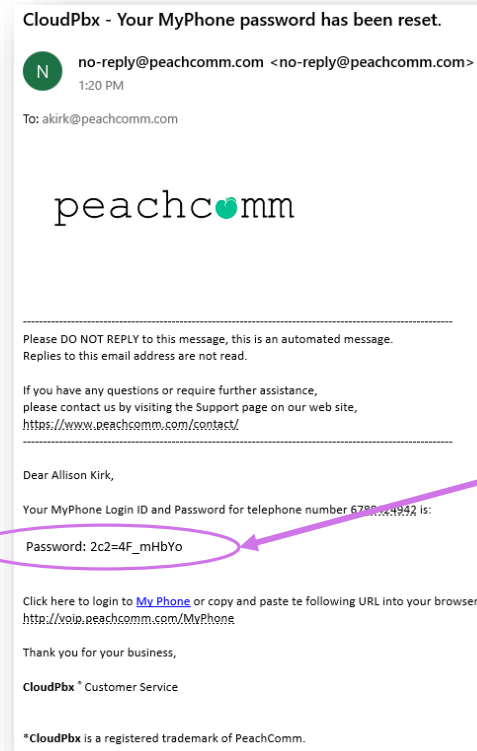 CloudPbx - Your MyPhone password has been reset.
N
no-reply@peachcomm.com <no-reply@peachcomm.com>
1:20 PM
To: akirk@peachcomm.com
peachcomm
Please DO NOT REPLY to this message, this is an automated message.
Replies to this email address are not read.
If you have any questions or require further assistance,
please contact us by visiting the Support page on our web site,
https://www.peachcomm.com/contact/
Dear Allison Kirk,
Your MyPhone Login ID and Password for telephone number is:
Password: 2c2=4F_mHbYo
Click here to login to My Phone or copy and paste te following URL into your browser
http://voip.peachcomm.com/MyPhone
Thank you for your business,
CloudPbx * Customer Service
*CloudPbx is a registered trademark of PeachComm.